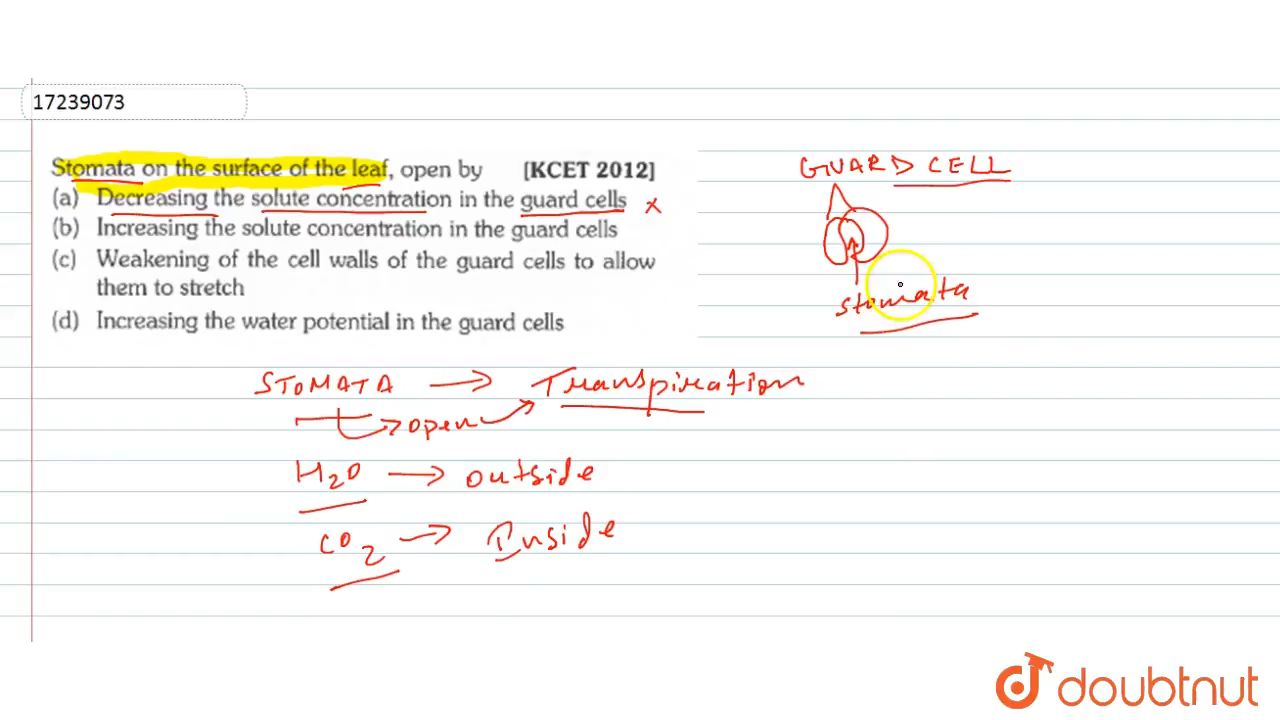 17239073
Stomata on the surface of the leaf, open by [KCET 2012]
(a) Decreasing the solute concentration in the guard cells x
(b) Increasing the solute concentration in the guard cells
(c) Weakening of the cell walls of the guard cells to allow
them to stretch
(d) Increasing the water potential in the guard cells
GUARD CELL
stomata
STOMATA → Transpiration
→ open
H2O → outside
CO2 → Inside
doubtnut